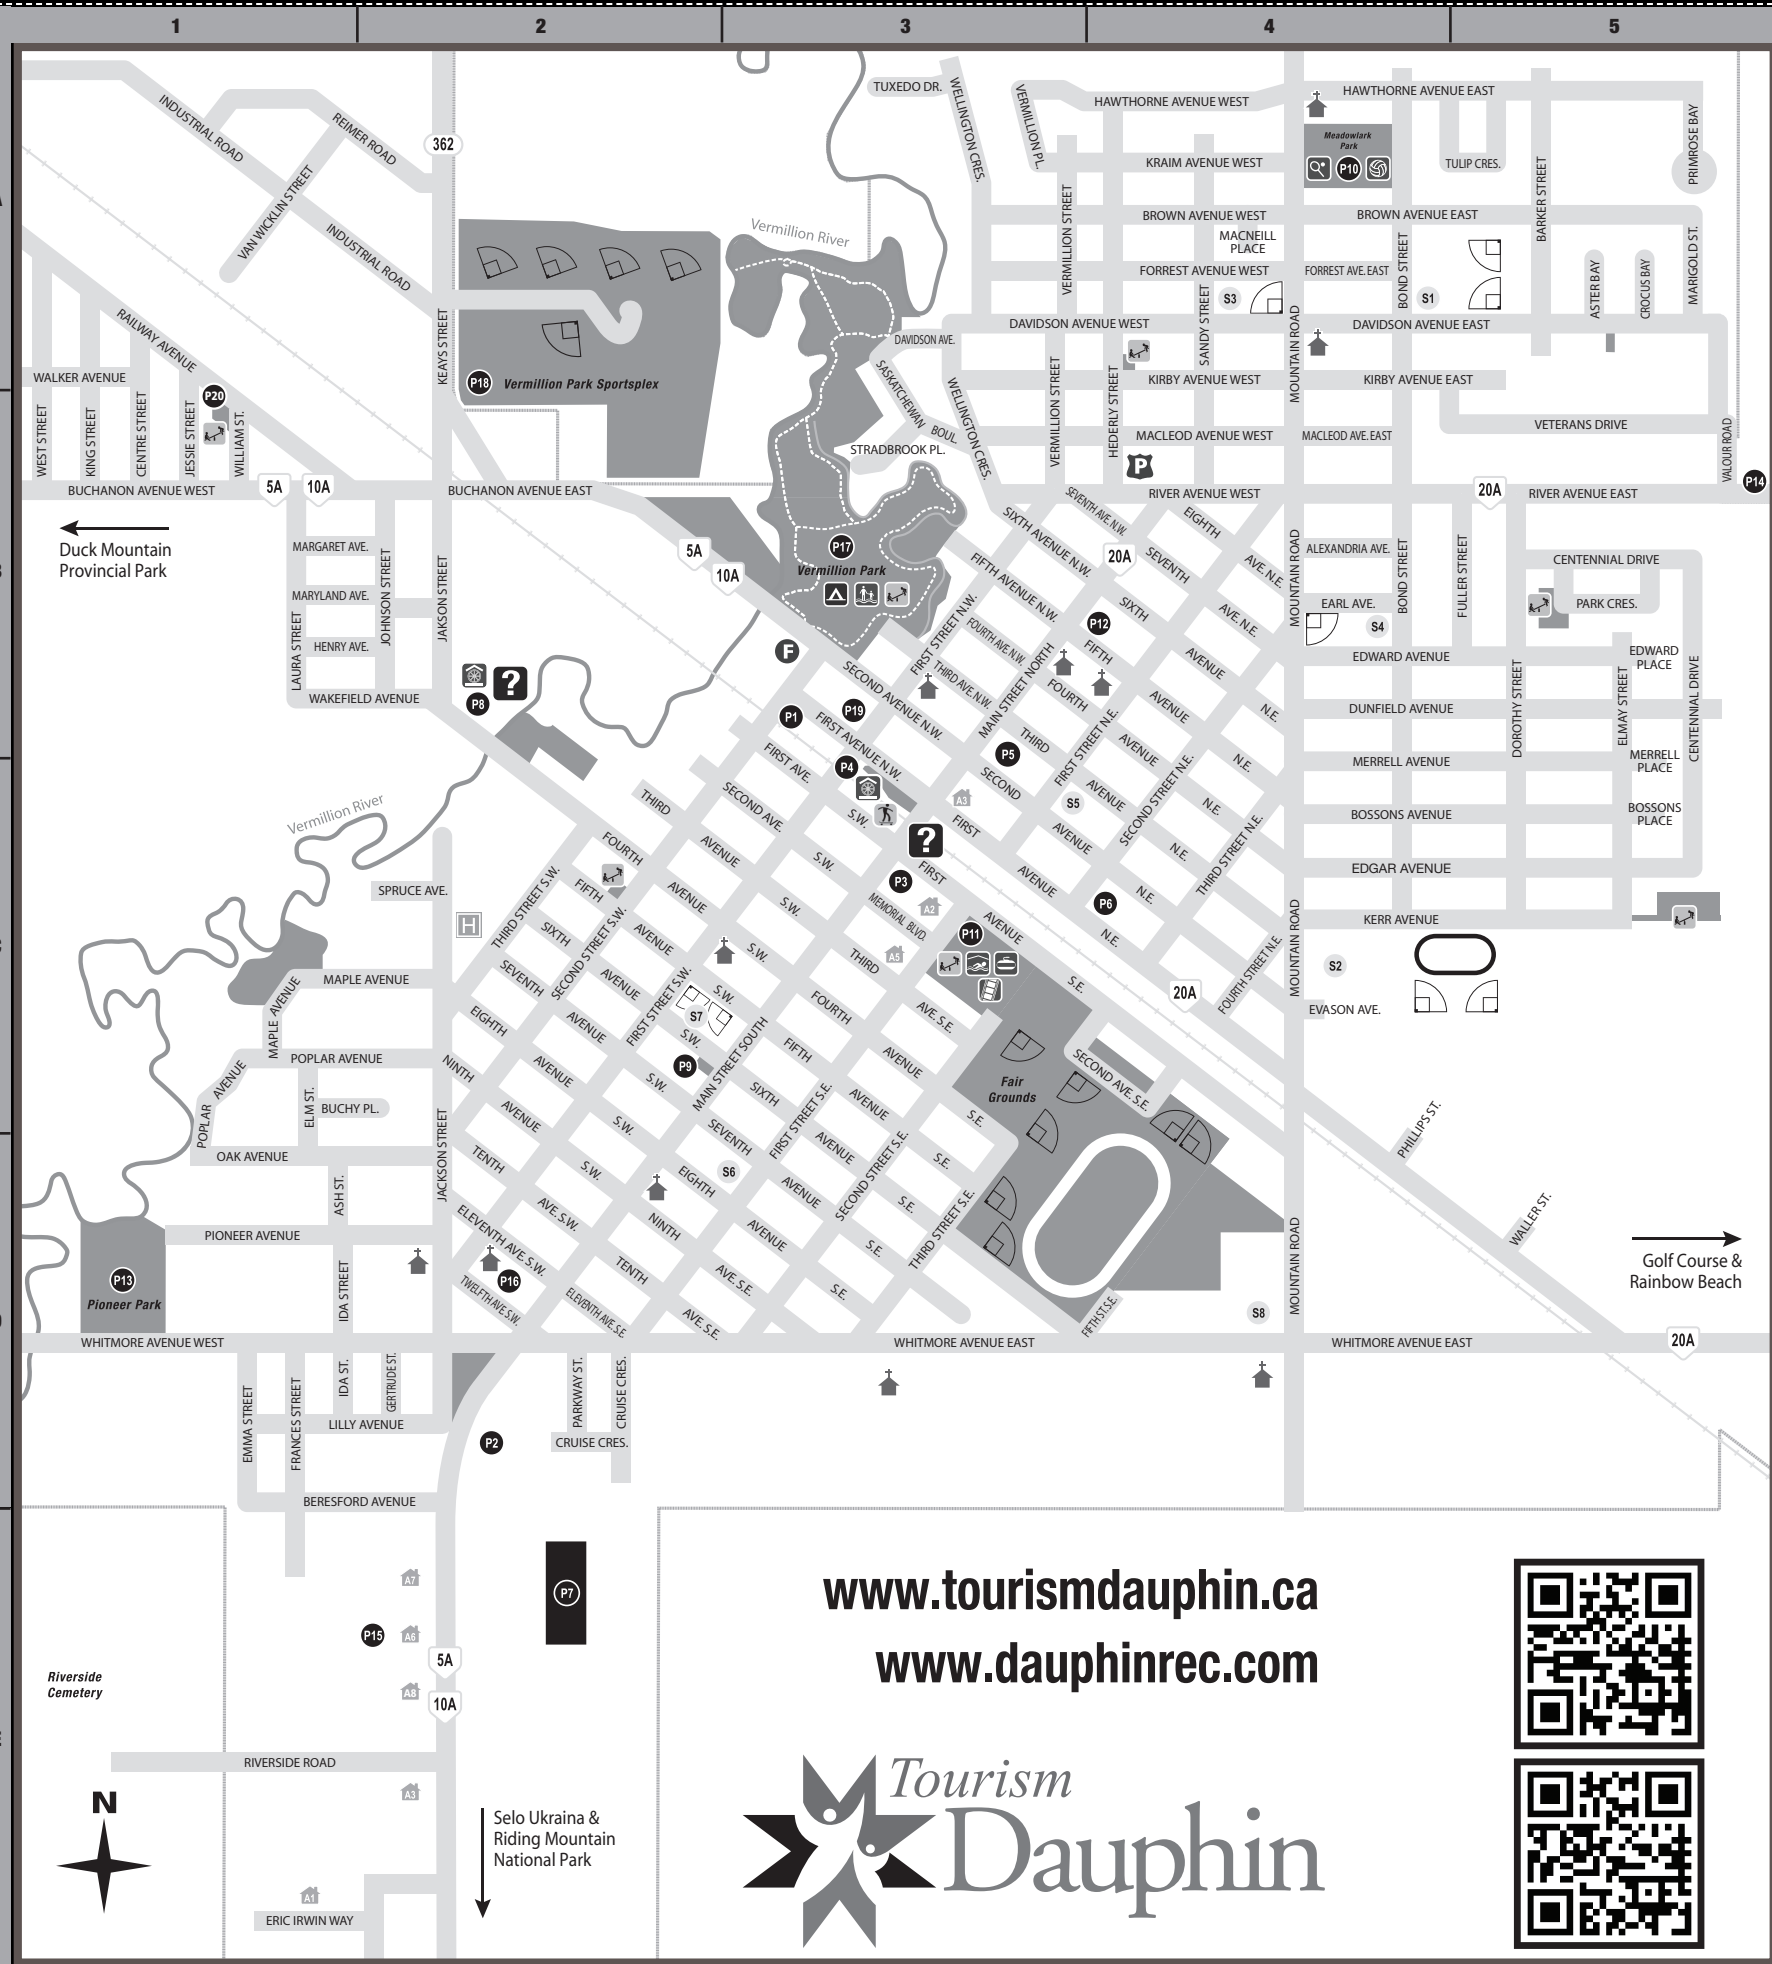 1
2
3
4
5
INDUSTRIAL ROAD
REIMER ROAD
VAN WICKLIN STREET
INDUSTRIAL ROAD
362
KEAYS STREET
TUXEDO DR.
WELLINGTON CRES.
VERMILLION PL.
HAWTHORNE AVENUE WEST
HAWTHORNE AVENUE EAST
Meadowlark
Park
P10
KRAIM AVENUE WEST
TULIP CRES.
BARKER STREET
PRIMROSE BAY
VERMILLION STREET
BROWN AVENUE WEST
BROWN AVENUE EAST
MACNEILL
PLACE
FORREST AVENUE WEST
FORREST AVE. EAST
BOND STREET
ASTER BAY
CROCUS BAY
MARIGOLD ST.
S3
S1
SANDY STREET
MOUNTAIN ROAD
Vermillion River
RAILWAY AVENUE
WALKER AVENUE
WEST STREET
KING STREET
CENTRE STREET
JESSIE STREET
WILLIAM ST.
P20
P18
Vermillion Park Sportsplex
DAVIDSON AVE.
DAVIDSON AVENUE WEST
DAVIDSON AVENUE EAST
SASKATCHEWAN
BOUL
STRADBROOK PL.
WELLINGTON CRES.
VERMILLION STREET
HEDERLY STREET
KIRBY AVENUE WEST
KIRBY AVENUE EAST
VETERANS DRIVE
MACLEOD AVENUE WEST
MACLEOD AVE. EAST
VALOUR ROAD
P14
P
BUCHANON AVENUE WEST
5A
10A
BUCHANON AVENUE EAST
RIVER AVENUE WEST
20A
RIVER AVENUE EAST
Duck Mountain
Provincial Park
MARGARET AVE.
MARYLAND AVE.
HENRY AVE.
LAURA STREET
JOHNSON STREET
JAKSON STREET
WAKEFIELD AVENUE
5A
10A
P17
Vermillion Park
F
?
P8
SEVENTH AVE. N.W.
SIXTH AVENUE N.W.
FIFTH AVENUE N.W.
FOURTH AVE. N.W.
THIRD AVE. N.W.
SECOND AVENUE N.W.
FIRST AVENUE N.W.
FIRST STREET N.W.
MAIN STREET NORTH
FIRST STREET N.E.
SECOND STREET N.E.
THIRD STREET N.E.
FOURTH STREET N.E.
20A
EIGHTH
AVE. N.E.
SEVENTH
AVE. N.E.
SIXTH
AVENUE
N.E.
FIFTH
AVENUE
N.E.
FOURTH
AVENUE
N.E.
THIRD
AVENUE
N.E.
SECOND
AVENUE
N.E.
FIRST
AVENUE
N.E.
P12
P1
P19
P4
P5
S5
A3
P6
MOUNTAIN ROAD
ALEXANDRIA AVE.
EARL AVE.
S4
BOND STREET
FULLER STREET
CENTENNIAL DRIVE
PARK CRES.
EDWARD AVENUE
EDWARD
PLACE
DUNFIELD AVENUE
DOROTHY STREET
ELMAY STREET
CENTENNIAL DRIVE
MERRELL AVENUE
MERRELL
PLACE
BOSSONS AVENUE
BOSSONS
PLACE
EDGAR AVENUE
KERR AVENUE
MOUNTAIN ROAD
S2
EVASON AVE.
Vermillion River
SPRUCE AVE.
H
MAPLE AVENUE
MAPLE AVENUE
POPLAR AVENUE
POPLAR AVENUE
ELM ST.
BUCHY PL.
OAK AVENUE
JACKSON STREET
ASH ST.
PIONEER AVENUE
P13
Pioneer Park
IDA STREET
FIRST AVE.
S.W.
SECOND AVE.
S.W.
THIRD
AVENUE
S.W.
FOURTH
AVENUE
S.W.
FIFTH
AVENUE
S.W.
SIXTH
AVENUE
S.W.
SEVENTH
AVENUE
S.W.
EIGHTH
AVENUE
S.W.
NINTH
AVENUE
S.W.
TENTH
AVE. S.W.
ELEVENTH AVE. S.W.
TWELFTH AVE. S.W.
THIRD STREET S.W.
SECOND STREET S.W.
FIRST STREET S.W.
MAIN STREET SOUTH
FIRST STREET S.E.
SECOND STREET S.E.
THIRD STREET S.E.
?
FIRST
AVENUE
S.E.
MEMORIAL BLVD.
P3
A2
A5
P11
THIRD
AVE. S.E.
FOURTH
AVENUE
S.E.
FIFTH
AVENUE
S.E.
SIXTH
AVENUE
S.E.
SEVENTH
AVENUE
S.E.
EIGHTH
AVENUE
S.E.
NINTH
AVE. S.E.
TENTH
AVE. S.E.
ELEVENTH AVE. S.E.
S7
P9
S6
P16
Fair
Grounds
SECOND AVE. S.E.
20A
FIFTH ST. S.E.
S8
MOUNTAIN ROAD
PHILLIPS ST.
WALLER ST.
Golf Course &
Rainbow Beach
WHITMORE AVENUE WEST
WHITMORE AVENUE EAST
WHITMORE AVENUE EAST
20A
EMMA STREET
FRANCES STREET
IDA ST.
GERTRUDE ST.
LILLY AVENUE
BERESFORD AVENUE
PARKWAY ST.
CRUISE CRES.
CRUISE CRES.
P2
P7
A7
P15
A6
A8
5A
10A
Riverside
Cemetery
RIVERSIDE ROAD
A3
N
Selo Ukraina &
Riding Mountain
National Park
A1
ERIC IRWIN WAY
www.tourismdauphin.ca
www.dauphinrec.com
Tourism
Dauphin